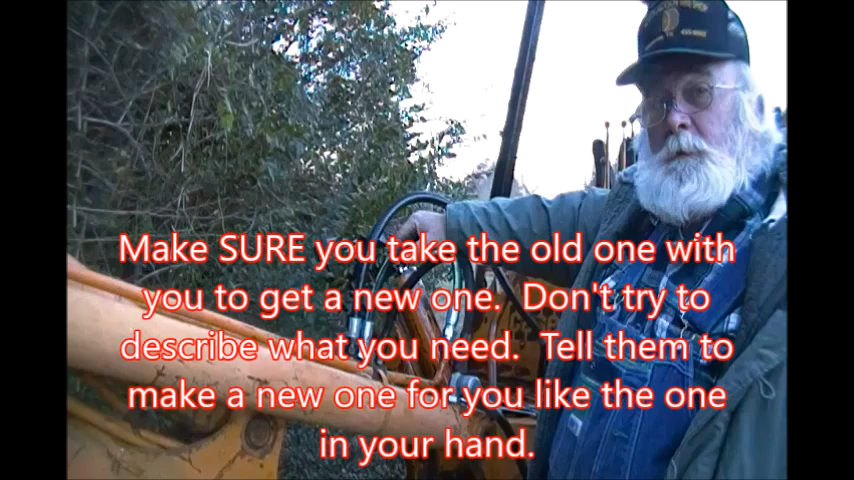 Make SURE you take the old one with
you to get a new one.  Don't try to
describe what you need.  Tell them to
make a new one for you like the one
in your hand.